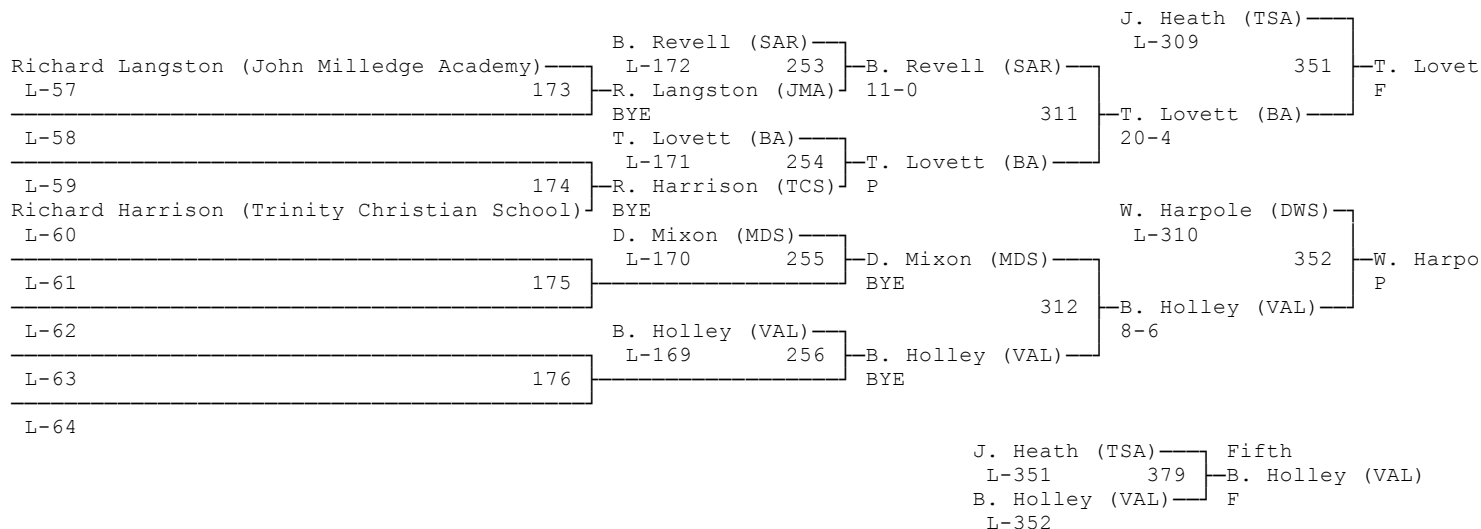 J. Heath (TSA)
B. Revell (SAR) L-309
Richard Langston (John Milledge Academy) L-172 253 B. Revell (SAR) 351 T. Lovet
L-57 173 R. Langston (JMA) 11-0 F
BYE 311 T. Lovett (BA)
L-58 T. Lovett (BA) 20-4
L-171 254 T. Lovett (BA)
L-59 174 R. Harrison (TCS) P
Richard Harrison (Trinity Christian School) BYE W. Harpole (DWS)
L-60 D. Mixon (MDS) L-310
L-170 255 D. Mixon (MDS) 352 W. Harpo
L-61 175 BYE P
312 B. Holley (VAL)
L-62 B. Holley (VAL) 8-6
L-169 256 B. Holley (VAL)
L-63 176 BYE
L-64
J. Heath (TSA) Fifth
L-351 379 B. Holley (VAL)
B. Holley (VAL) F
L-352